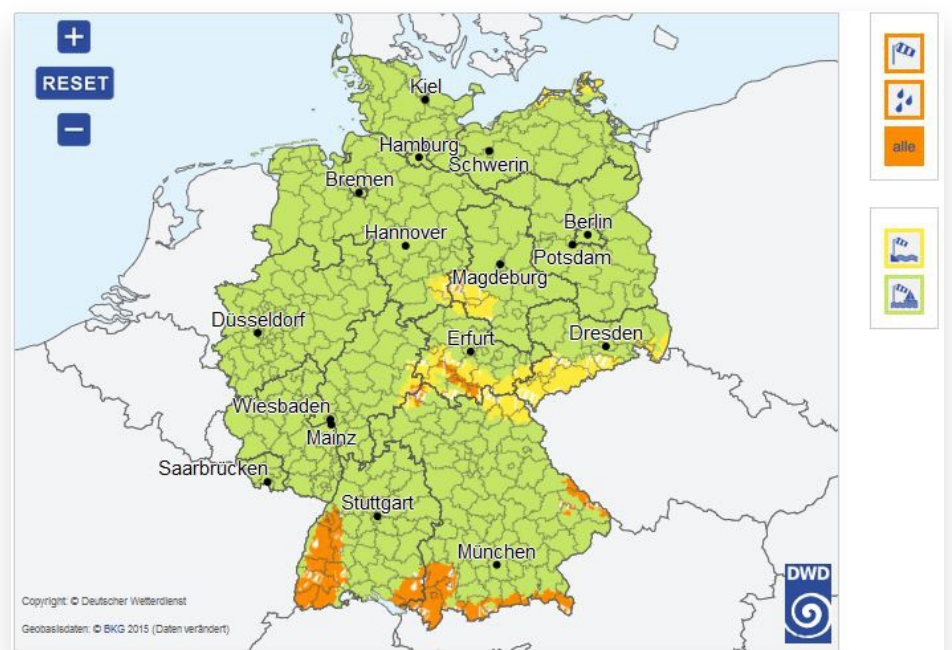 +
RESET
−
Kiel
Hamburg
Schwerin
Bremen
Berlin
Hannover
Potsdam
Magdeburg
Düsseldorf
Erfurt
Dresden
Wiesbaden
Mainz
Saarbrücken
Stuttgart
München
Copyright: © Deutscher Wetterdienst
Geobasisdaten: © BKG 2015 (Daten verändert)
DWD
alle